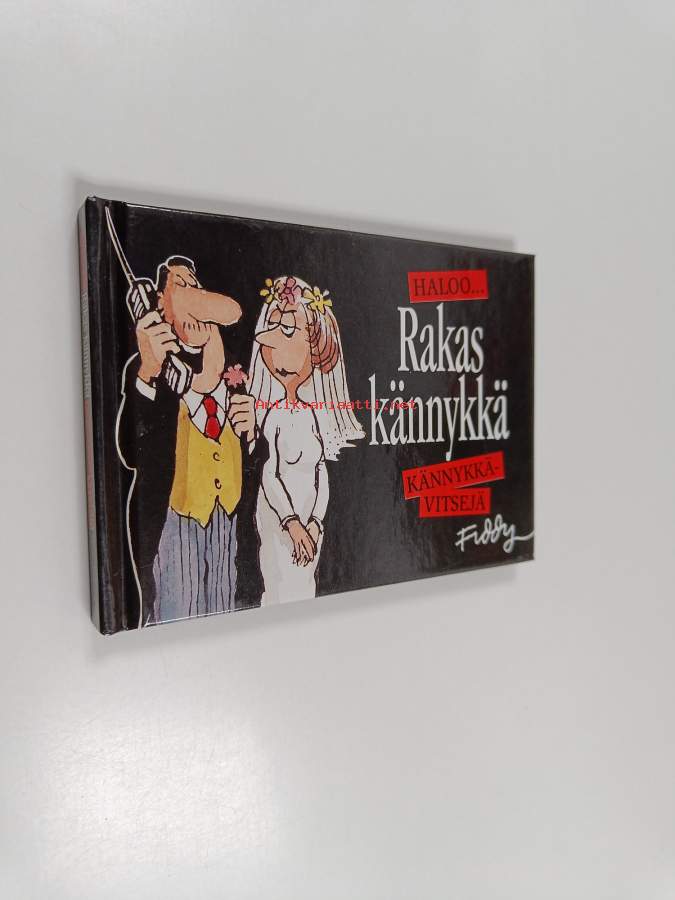 HALOO...
Rakas
kännykkä
KÄNNYKKÄ-
VITSEJÄ
Fiddy
Antikvariaatti.net